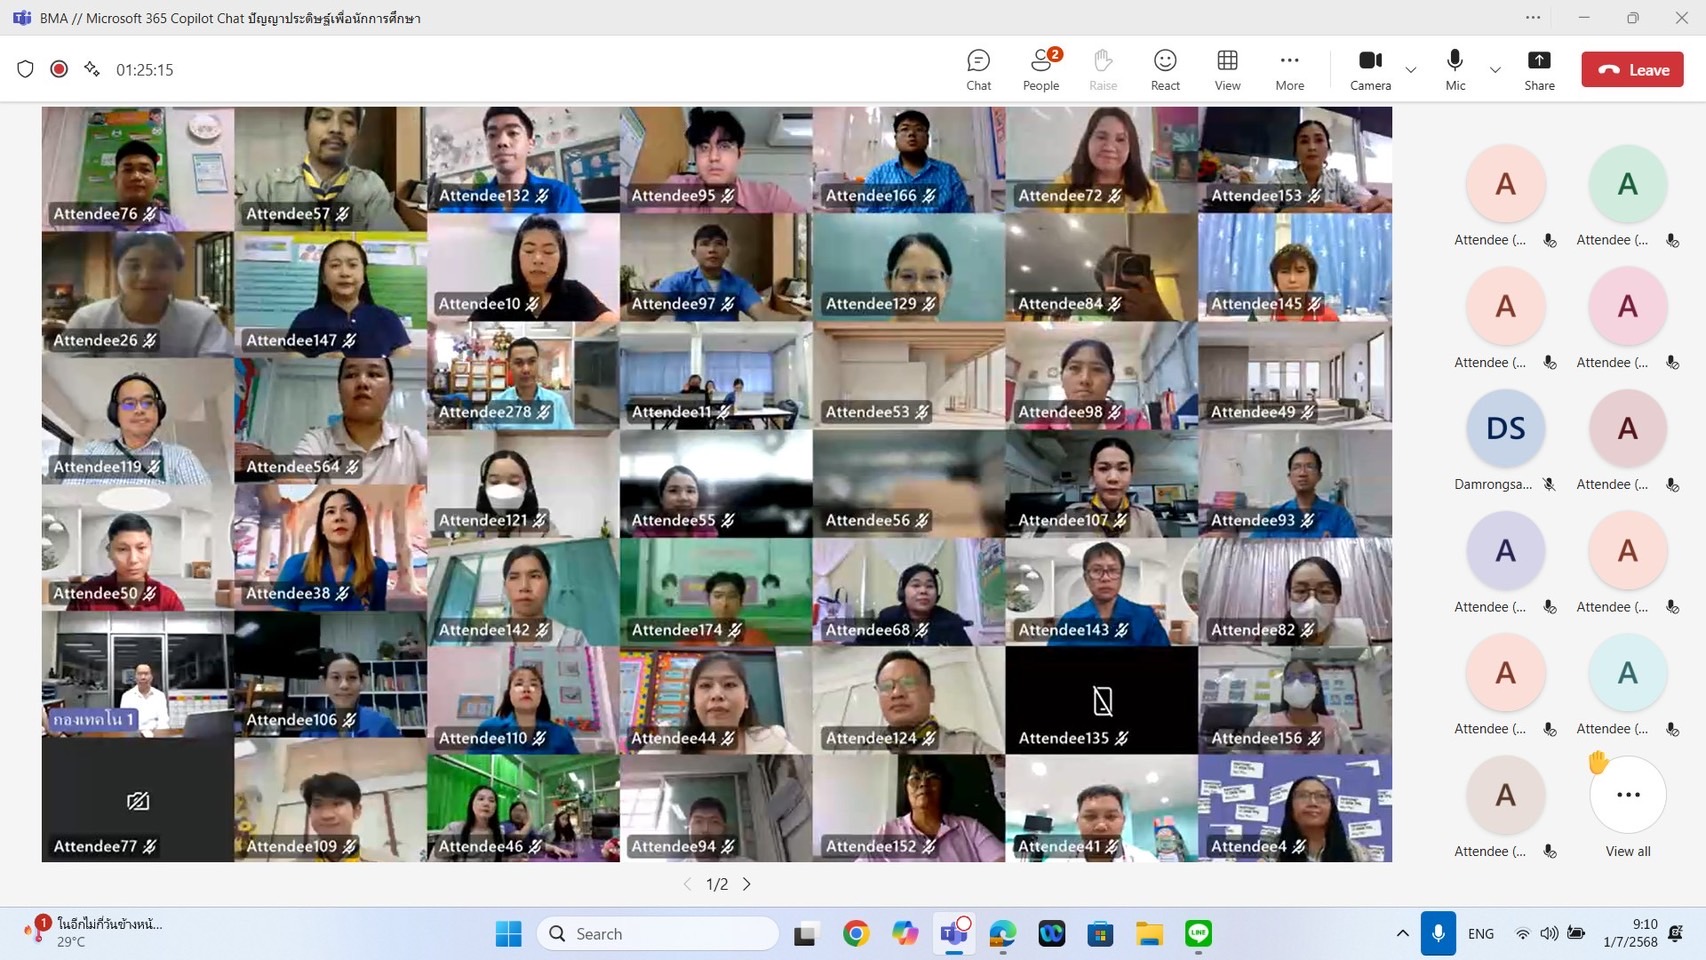 BMA // Microsoft 365 Copilot Chat ปัญญาประดิษฐ์เพื่อนักการศึกษา
01:25:15
Chat
2
People
Raise
React
View
More
Camera
Mic
Share
Leave
Attendee76
Attendee57
Attendee132
Attendee95
Attendee166
Attendee72
Attendee153
Attendee26
Attendee147
Attendee10
Attendee97
Attendee129
Attendee84
Attendee145
Attendee119
Attendee564
Attendee278
Attendee11
Attendee53
Attendee98
Attendee49
Attendee50
Attendee38
Attendee121
Attendee55
Attendee56
Attendee107
Attendee93
กองเทคโน 1
Attendee106
Attendee142
Attendee174
Attendee68
Attendee143
Attendee82
Attendee77
Attendee109
Attendee110
Attendee44
Attendee124
Attendee135
Attendee156
Attendee46
Attendee94
Attendee152
Attendee41
Attendee4
A
A
Attendee (...
Attendee (...
A
A
Attendee (...
Attendee (...
DS
A
Damrongsa...
Attendee (...
A
A
Attendee (...
Attendee (...
A
A
Attendee (...
Attendee (...
A
Attendee (...
View all
1/2
1
ในอีกไม่กี่วันข้างหน้...
29°C
Search
LINE
ENG
9:10
1/7/2568